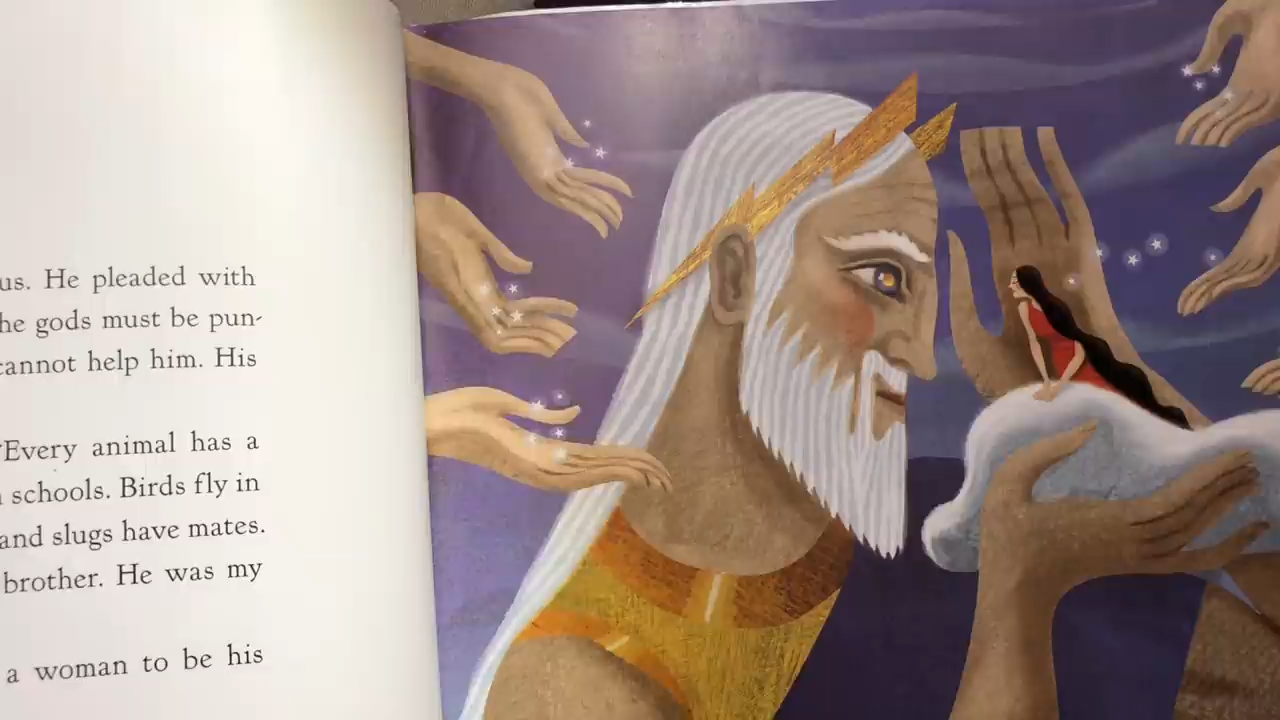 us. He pleaded with
he gods must be pun-
cannot help him. His
"Every animal has a
schools. Birds fly in
and slugs have mates.
brother. He was my
a woman to be his